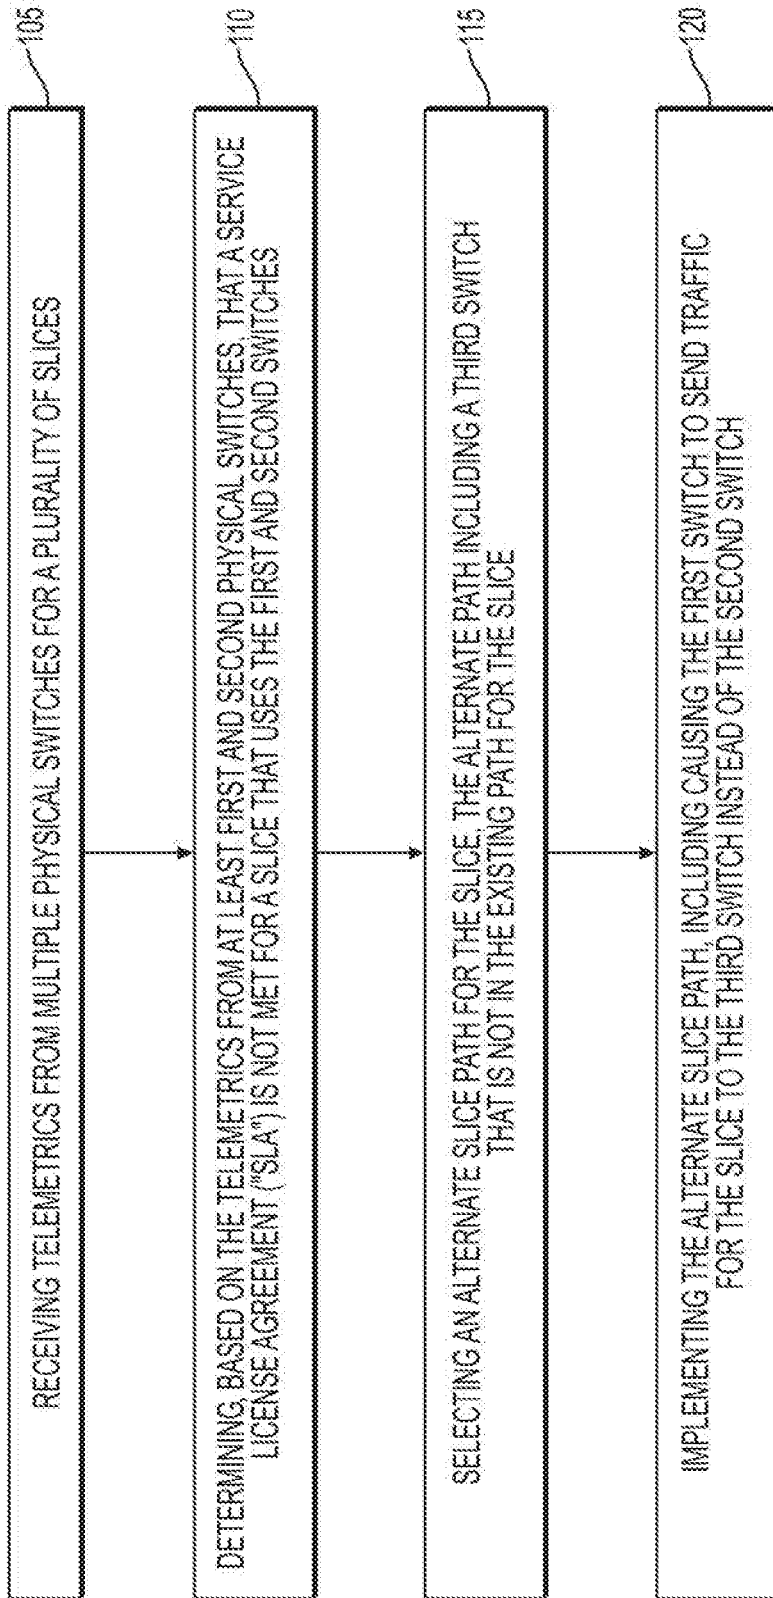 RECEIVING TELEMETRICS FROM MULTIPLE PHYSICAL SWITCHES FOR A PLURALITY OF SLICES
105
DETERMINING, BASED ON THE TELEMETRICS FROM AT LEAST FIRST AND SECOND PHYSICAL SWITCHES, THAT A SERVICE
LICENSE AGREEMENT ("SLA") IS NOT MET FOR A SLICE THAT USES THE FIRST AND SECOND SWITCHES
110
SELECTING AN ALTERNATE SLICE PATH FOR THE SLICE, THE ALTERNATE PATH INCLUDING A THIRD SWITCH
THAT IS NOT IN THE EXISTING PATH FOR THE SLICE
115
IMPLEMENTING THE ALTERNATE SLICE PATH, INCLUDING CAUSING THE FIRST SWITCH TO SEND TRAFFIC
FOR THE SLICE TO THE THIRD SWITCH INSTEAD OF THE SECOND SWITCH
120